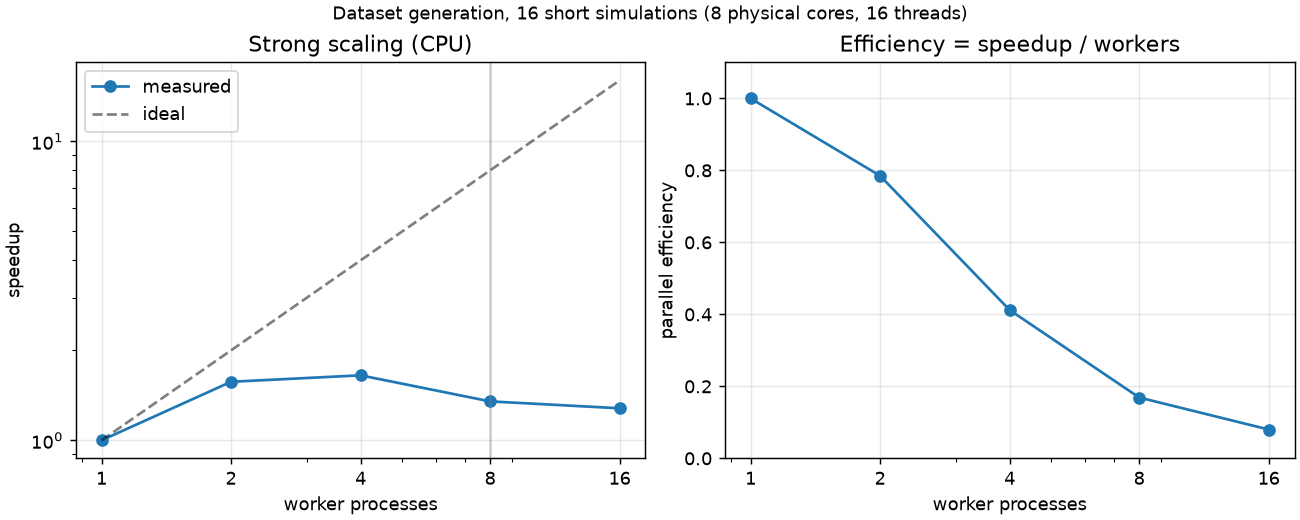 Dataset generation, 16 short simulations (8 physical cores, 16 threads)
Strong scaling (CPU)
measured
ideal
10¹
10⁰
speedup
1 2 4 8 16
worker processes
Efficiency = speedup / workers
1.0
0.8
0.6
0.4
0.2
0.0
parallel efficiency
1 2 4 8 16
worker processes